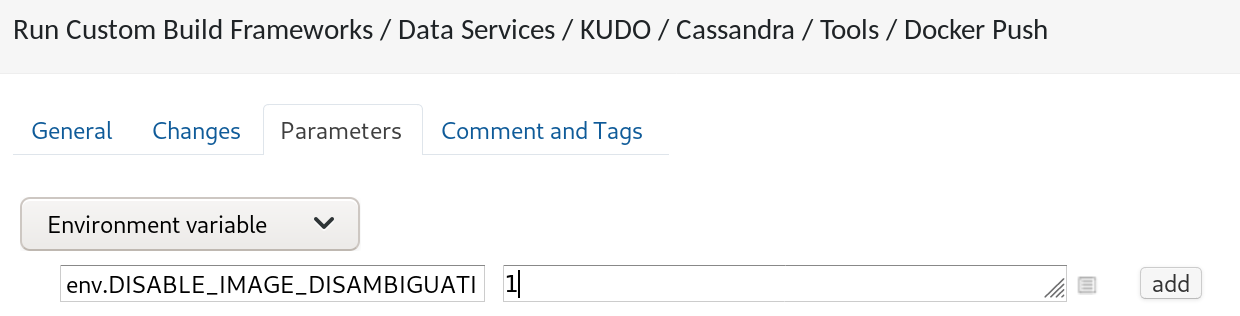 Run Custom Build Frameworks / Data Services / KUDO / Cassandra / Tools / Docker Push
General Changes Parameters Comment and Tags
Environment variable
env.DISABLE_IMAGE_DISAMBIGUATI 1 add